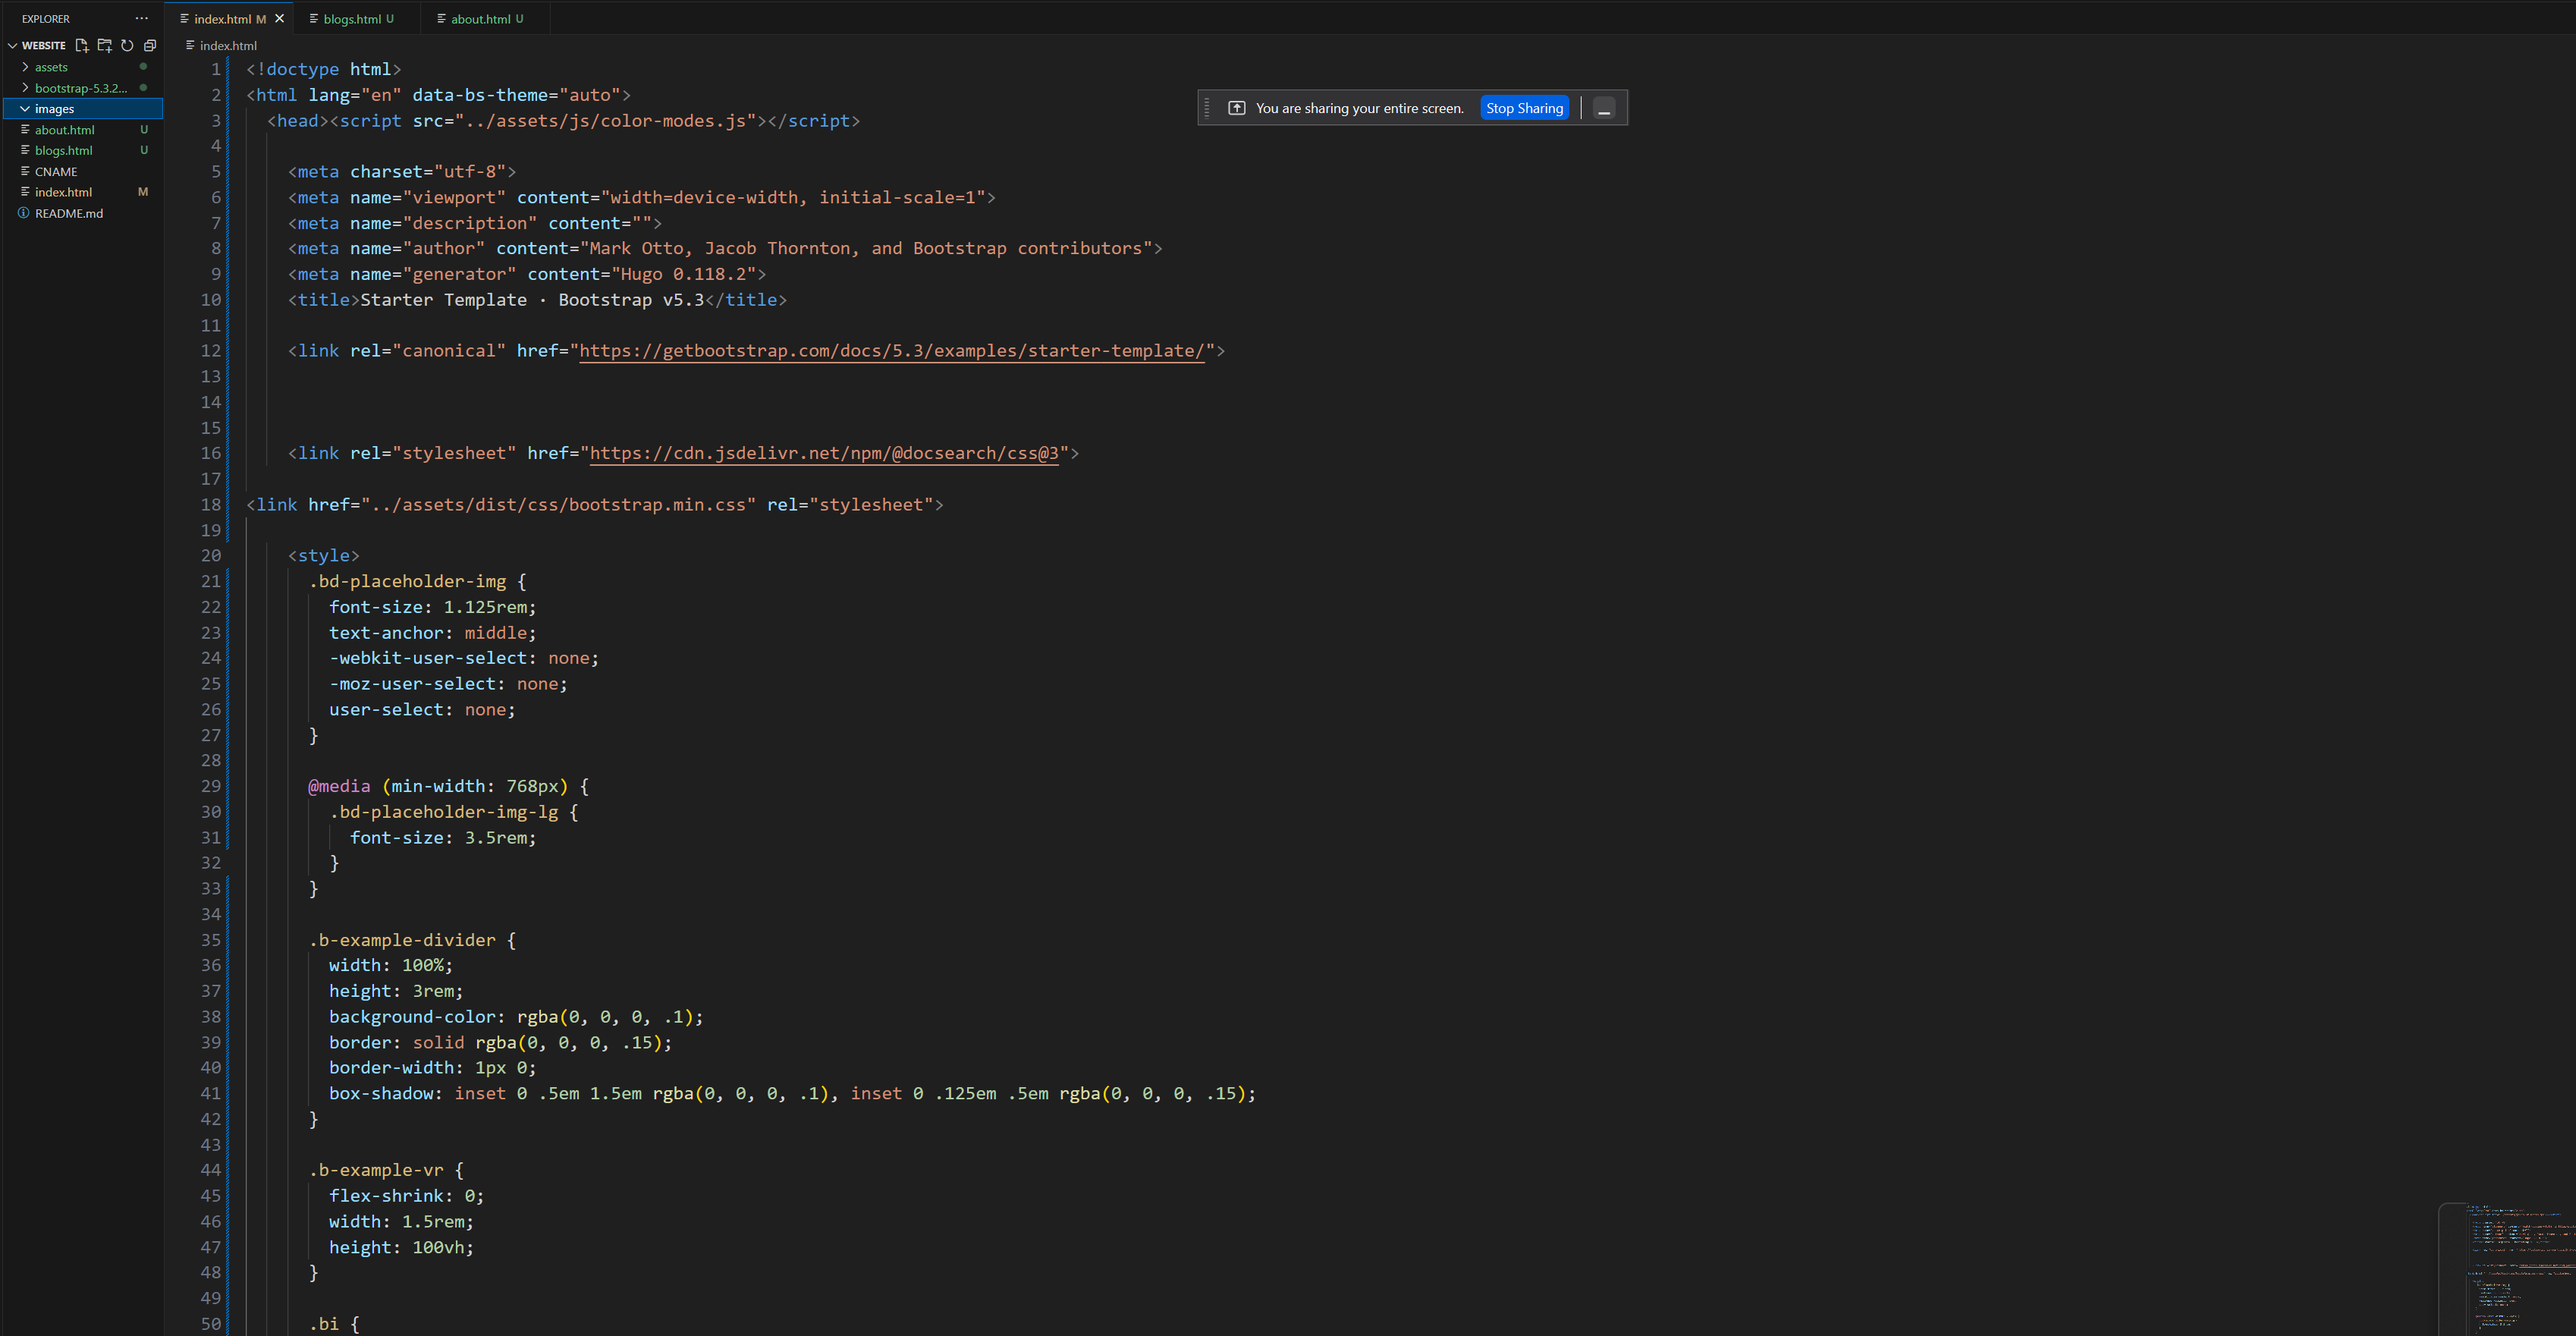 EXPLORER
WEBSITE
assets
bootstrap-5.3.2...
images
about.html U
blogs.html U
CNAME
index.html M
README.md
index.html M
blogs.html U
about.html U
index.html
You are sharing your entire screen. Stop Sharing
1 <!doctype html>
2 <html lang="en" data-bs-theme="auto">
3 <head><script src="../assets/js/color-modes.js"></script>
4
5 <meta charset="utf-8">
6 <meta name="viewport" content="width=device-width, initial-scale=1">
7 <meta name="description" content="">
8 <meta name="author" content="Mark Otto, Jacob Thornton, and Bootstrap contributors">
9 <meta name="generator" content="Hugo 0.118.2">
10 <title>Starter Template · Bootstrap v5.3</title>
11
12 <link rel="canonical" href="https://getbootstrap.com/docs/5.3/examples/starter-template/">
13
14
15
16 <link rel="stylesheet" href="https://cdn.jsdelivr.net/npm/@docsearch/css@3">
17
18 <link href="../assets/dist/css/bootstrap.min.css" rel="stylesheet">
19
20 <style>
21 .bd-placeholder-img {
22 font-size: 1.125rem;
23 text-anchor: middle;
24 -webkit-user-select: none;
25 -moz-user-select: none;
26 user-select: none;
27 }
28
29 @media (min-width: 768px) {
30 .bd-placeholder-img-lg {
31 font-size: 3.5rem;
32 }
33 }
34
35 .b-example-divider {
36 width: 100%;
37 height: 3rem;
38 background-color: rgba(0, 0, 0, .1);
39 border: solid rgba(0, 0, 0, .15);
40 border-width: 1px 0;
41 box-shadow: inset 0 .5em 1.5em rgba(0, 0, 0, .1), inset 0 .125em .5em rgba(0, 0, 0, .15);
42 }
43
44 .b-example-vr {
45 flex-shrink: 0;
46 width: 1.5rem;
47 height: 100vh;
48 }
49
50 .bi {